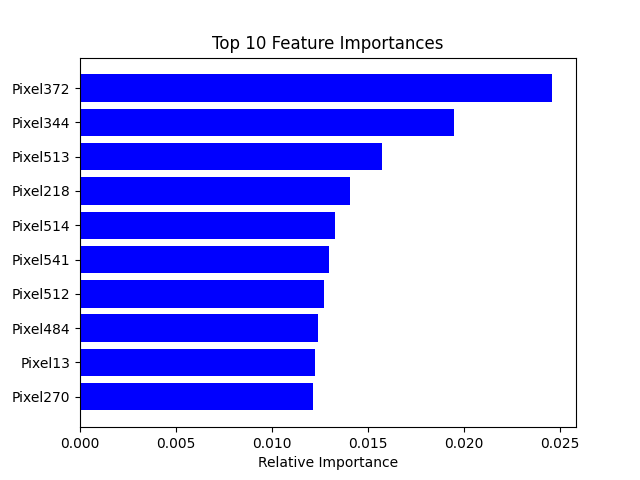 Top 10 Feature Importances
Pixel372
Pixel344
Pixel513
Pixel218
Pixel514
Pixel541
Pixel512
Pixel484
Pixel13
Pixel270
0.000 0.005 0.010 0.015 0.020 0.025
Relative Importance